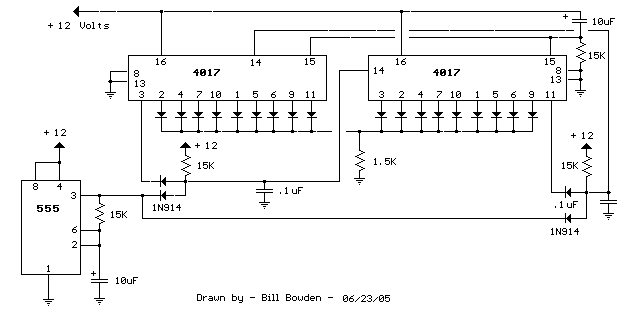 + 12 Volts
+
10uF
16 14 15
4017
8
13
3 2 4 7 10 1 5 6 9 11
16 15
14
4017
8
13
3 2 4 7 10 1 5 6 9 11
15K
+ 12
+ 12
+ 12
15K
1.5K
15K
8 4
555
3
6
2
1
15K
1N914
.1uF
.1uF
1N914
+
10uF
Drawn by - Bill Bowden - 06/23/05